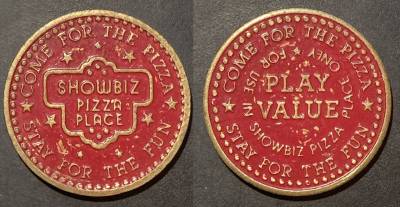 COME FOR THE PIZZA
SHOWBIZ
PIZZA
PLACE
STAY FOR THE FUN
COME FOR THE PIZZA
FOR USE IN
ONLY
PLAY
VALUE
SHOWBIZ PIZZA PLACE
STAY FOR THE FUN